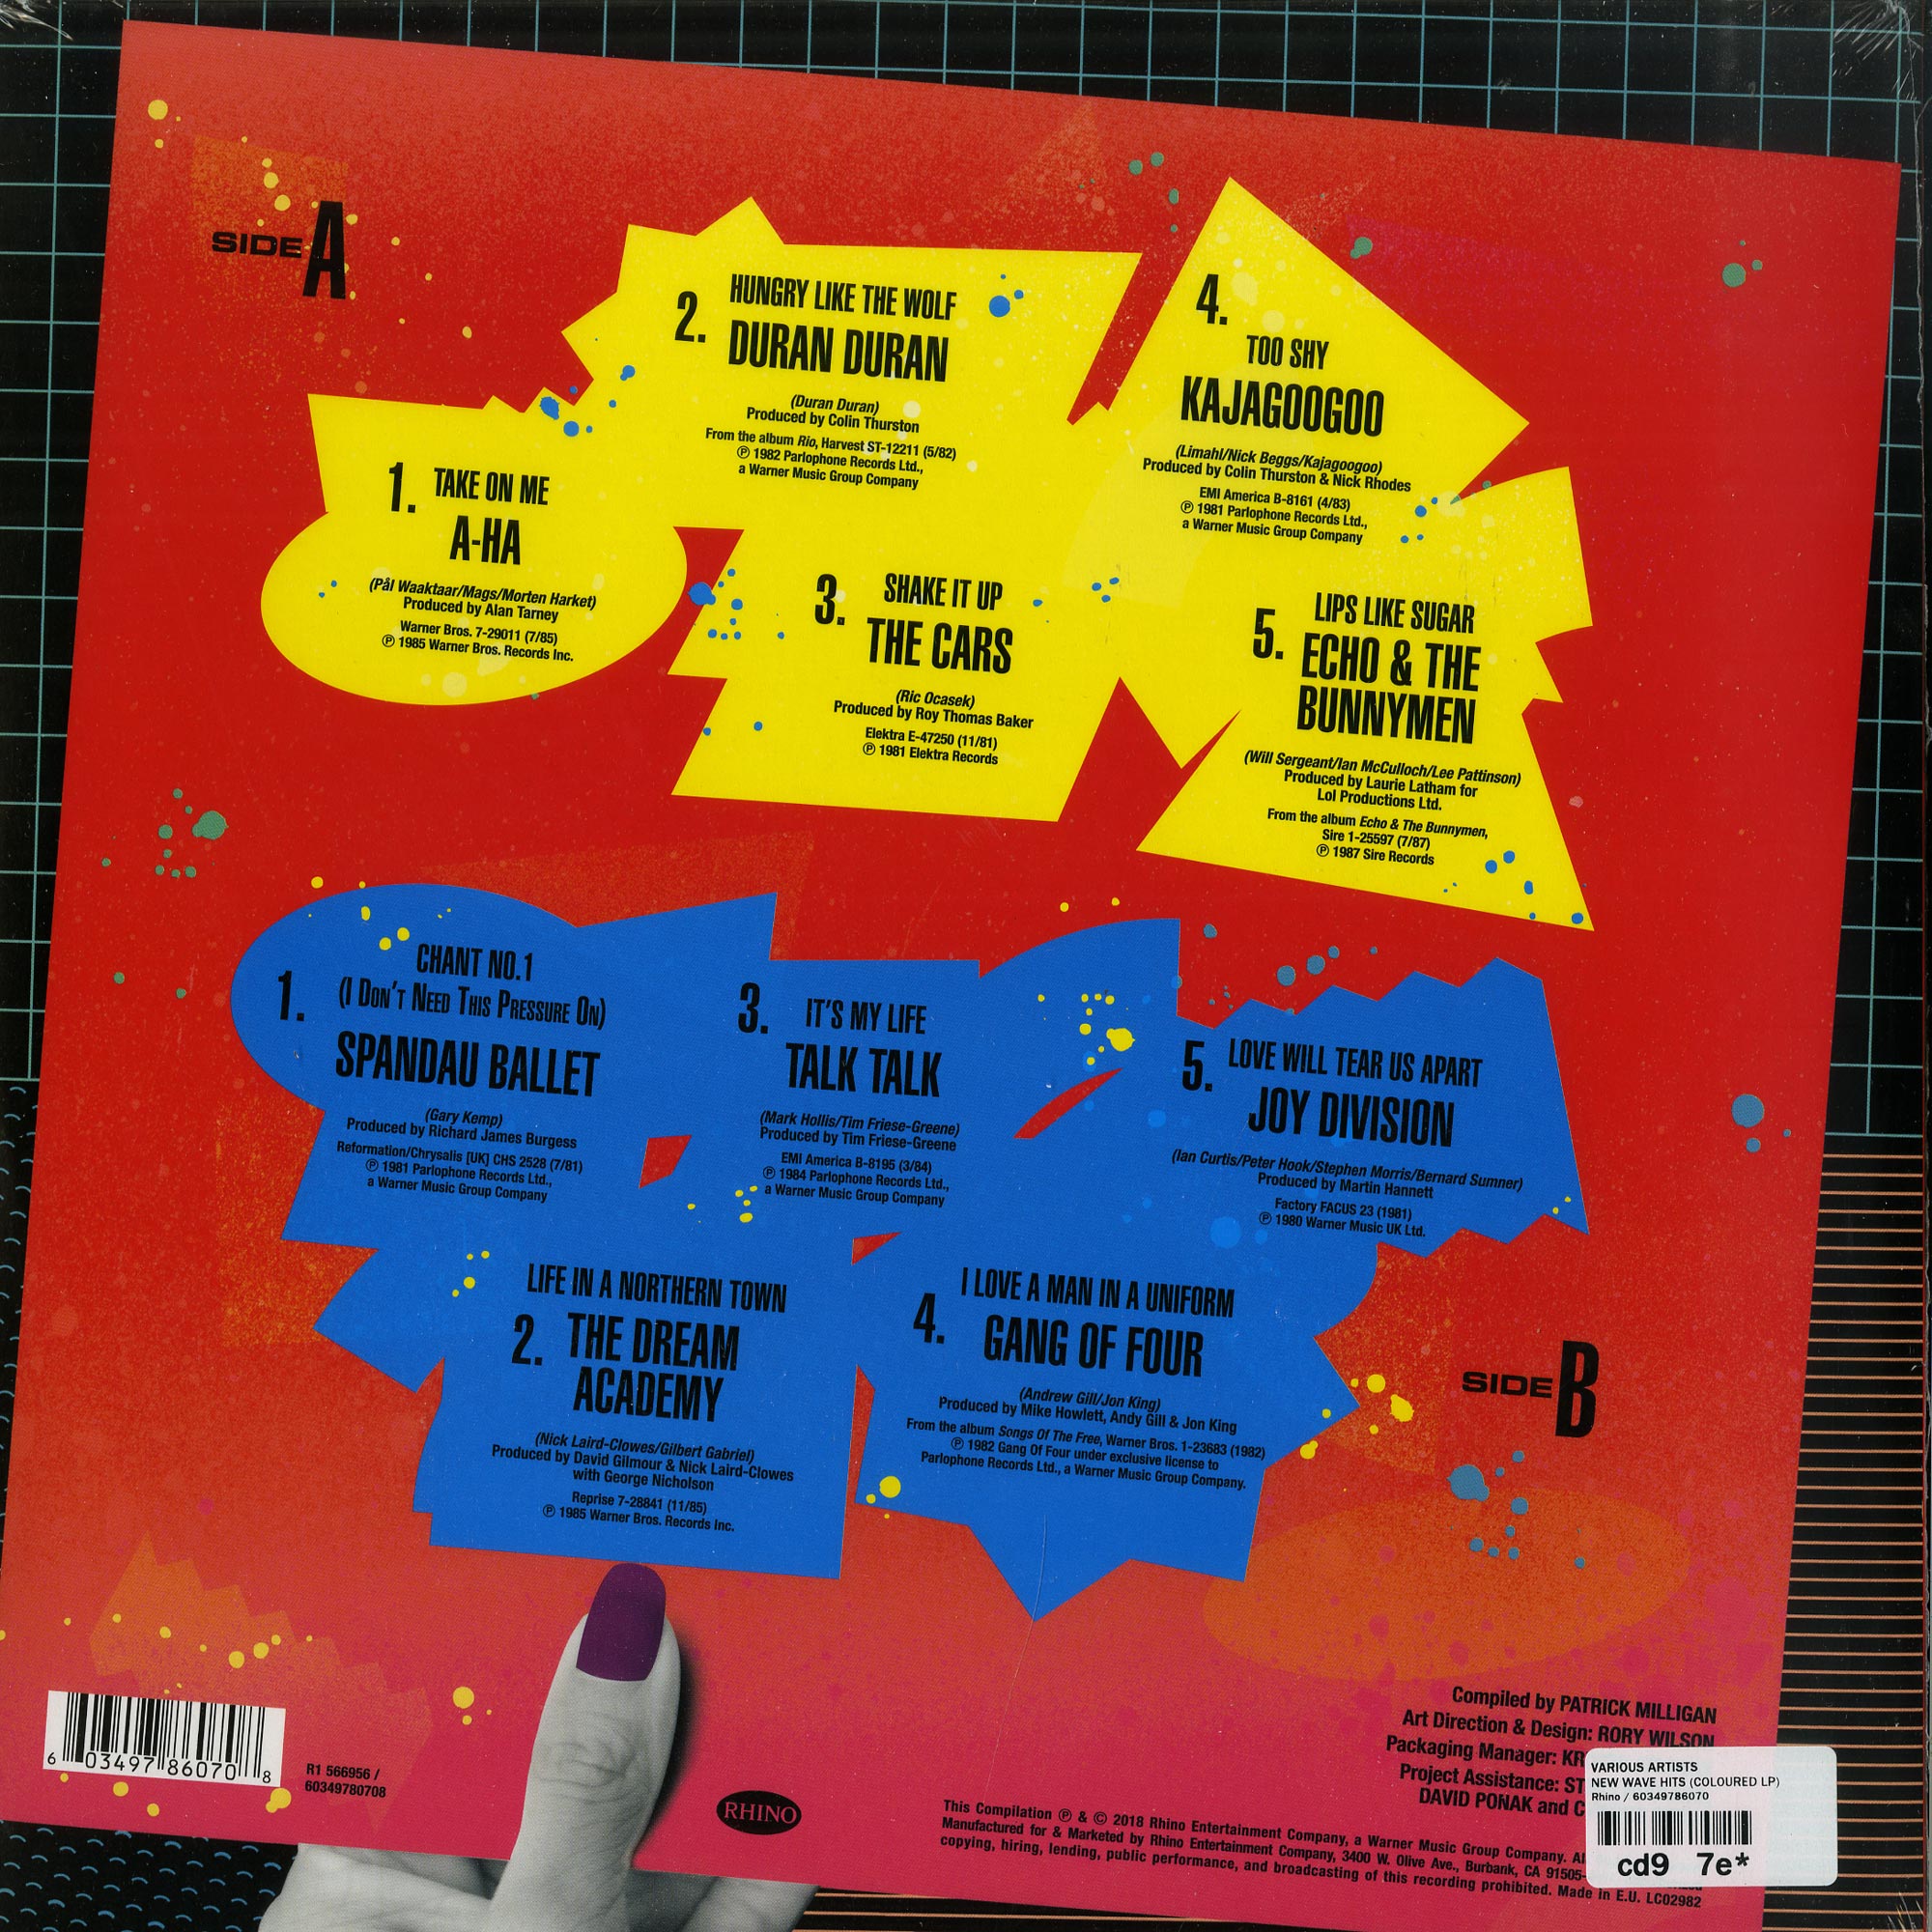 SIDE A
1.
TAKE ON ME
A-HA
(Pål Waaktaar/Mags/Morten Harket)
Produced by Alan Tarney
Warner Bros. 7-29011 (7/85)
℗ 1985 Warner Bros. Records Inc.
2.
HUNGRY LIKE THE WOLF
DURAN DURAN
(Duran Duran)
Produced by Colin Thurston
From the album Rio, Harvest ST-12211 (5/82)
℗ 1982 Parlophone Records Ltd.,
a Warner Music Group Company
3.
SHAKE IT UP
THE CARS
(Ric Ocasek)
Produced by Roy Thomas Baker
Elektra E-47250 (11/81)
℗ 1981 Elektra Records
4.
TOO SHY
KAJAGOOGOO
(Limahl/Nick Beggs/Kajagoogoo)
Produced by Colin Thurston & Nick Rhodes
EMI America B-8161 (4/83)
℗ 1981 Parlophone Records Ltd.,
a Warner Music Group Company
5.
LIPS LIKE SUGAR
ECHO & THE
BUNNYMEN
(Will Sergeant/Ian McCulloch/Lee Pattinson)
Produced by Laurie Latham for
Lol Productions Ltd.
From the album Echo & The Bunnymen,
Sire 1-25597 (7/87)
℗ 1987 Sire Records
SIDE B
1.
CHANT NO.1
(I DON'T NEED THIS PRESSURE ON)
SPANDAU BALLET
(Gary Kemp)
Produced by Richard James Burgess
Reformation/Chrysalis [UK] CHS 2528 (7/81)
℗ 1981 Parlophone Records Ltd.,
a Warner Music Group Company
2.
LIFE IN A NORTHERN TOWN
THE DREAM
ACADEMY
(Nick Laird-Clowes/Gilbert Gabriel)
Produced by David Gilmour & Nick Laird-Clowes
with George Nicholson
Reprise 7-28841 (11/85)
℗ 1985 Warner Bros. Records Inc.
3.
IT'S MY LIFE
TALK TALK
(Mark Hollis/Tim Friese-Greene)
Produced by Tim Friese-Greene
EMI America B-8195 (3/84)
℗ 1984 Parlophone Records Ltd.,
a Warner Music Group Company
4.
I LOVE A MAN IN A UNIFORM
GANG OF FOUR
(Andrew Gill/Jon King)
Produced by Mike Howlett, Andy Gill & Jon King
From the album Songs Of The Free, Warner Bros. 1-23683 (1982)
℗ 1982 Gang Of Four under exclusive license to
Parlophone Records Ltd., a Warner Music Group Company.
5.
LOVE WILL TEAR US APART
JOY DIVISION
(Ian Curtis/Peter Hook/Stephen Morris/Bernard Sumner)
Produced by Martin Hannett
Factory FACUS 23 (1981)
℗ 1980 Warner Music UK Ltd.
6 03497 86070 8
R1 566956 /
60349780708
RHINO
Compiled by PATRICK MILLIGAN
Art Direction & Design: RORY WILSON
Packaging Manager: KR
Project Assistance: ST
DAVID PONAK and C
This Compilation ℗ & © 2018 Rhino Entertainment Company, a Warner Music Group Company.
Manufactured for & Marketed by Rhino Entertainment Company, 3400 W. Olive Ave., Burbank, CA 91505-
copying, hiring, lending, public performance, and broadcasting of this recording prohibited. Made in E.U. LC02982
VARIOUS ARTISTS
NEW WAVE HITS (COLOURED LP)
Rhino / 60349786070
cd9 7e*